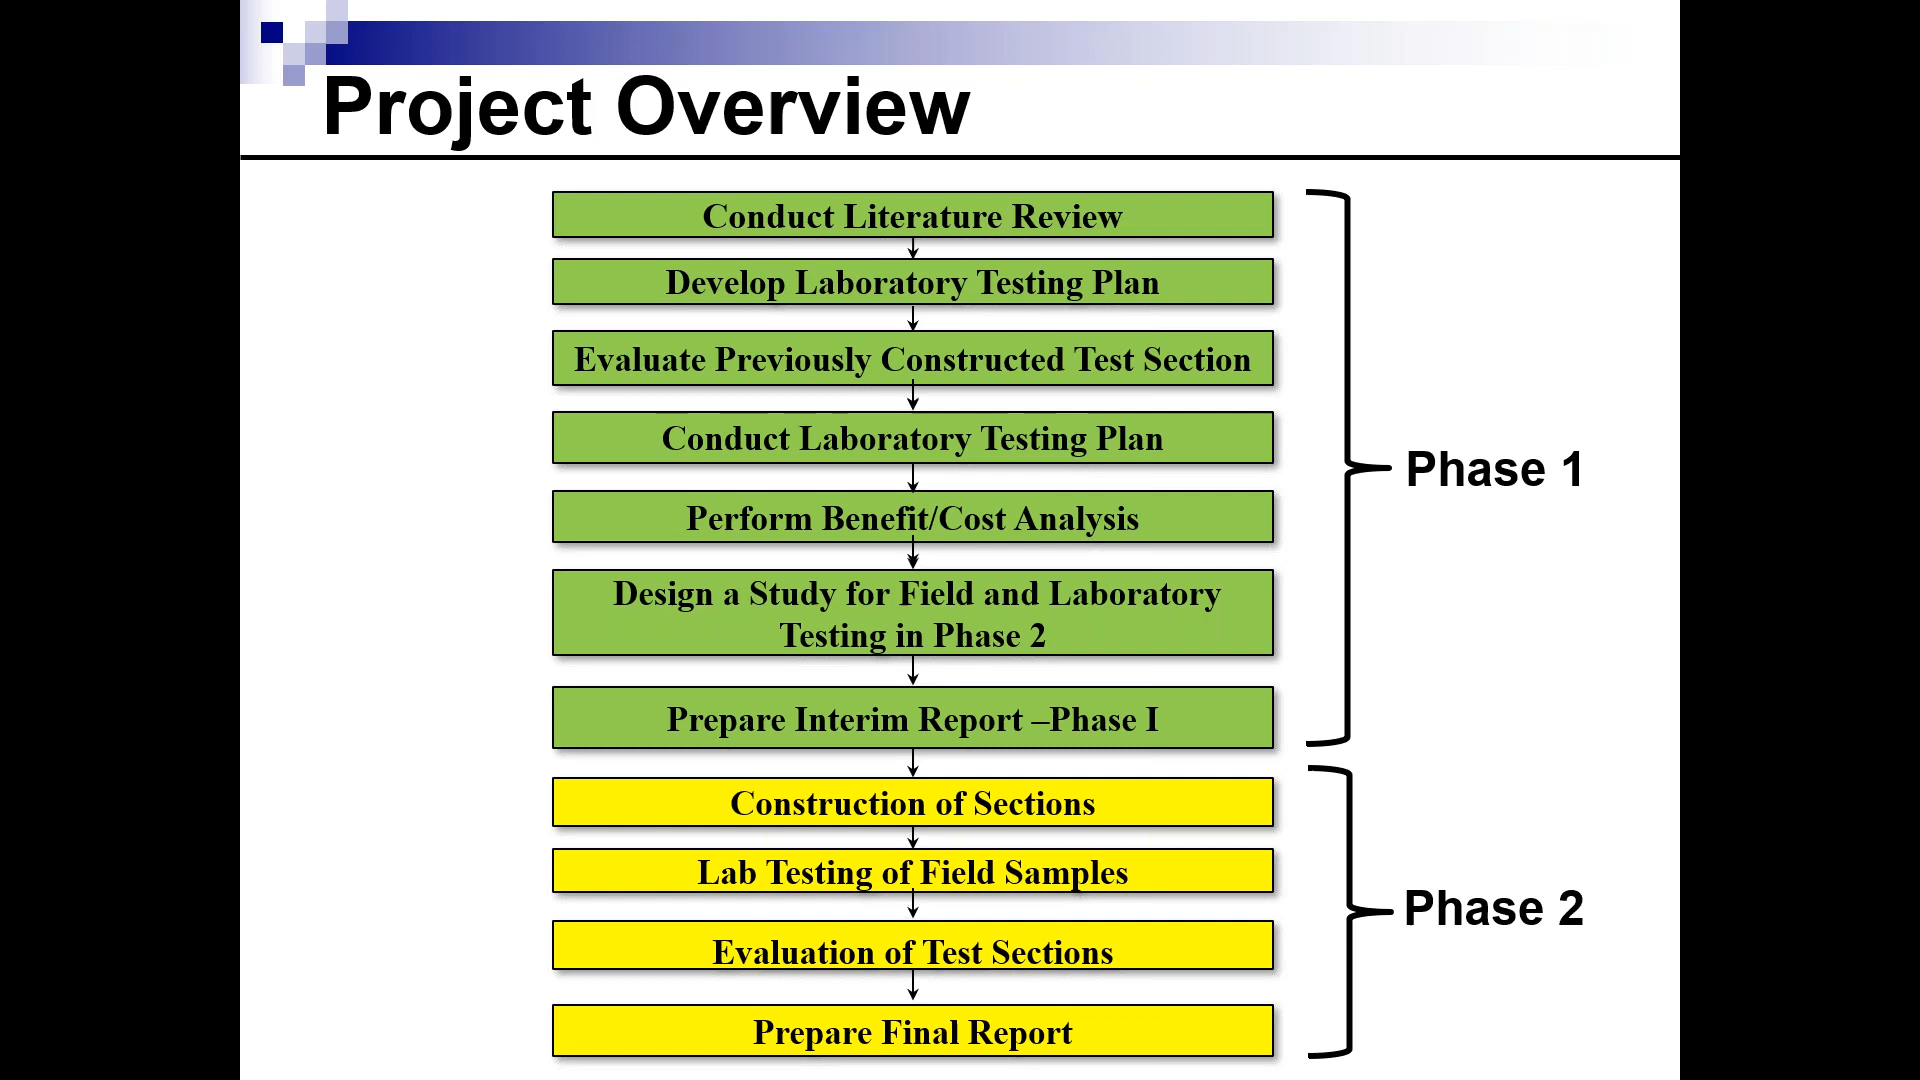 Project Overview
Conduct Literature Review
Develop Laboratory Testing Plan
Evaluate Previously Constructed Test Section
Conduct Laboratory Testing Plan
Perform Benefit/Cost Analysis
Design a Study for Field and Laboratory
Testing in Phase 2
Prepare Interim Report –Phase I
Phase 1
Construction of Sections
Lab Testing of Field Samples
Evaluation of Test Sections
Prepare Final Report
Phase 2